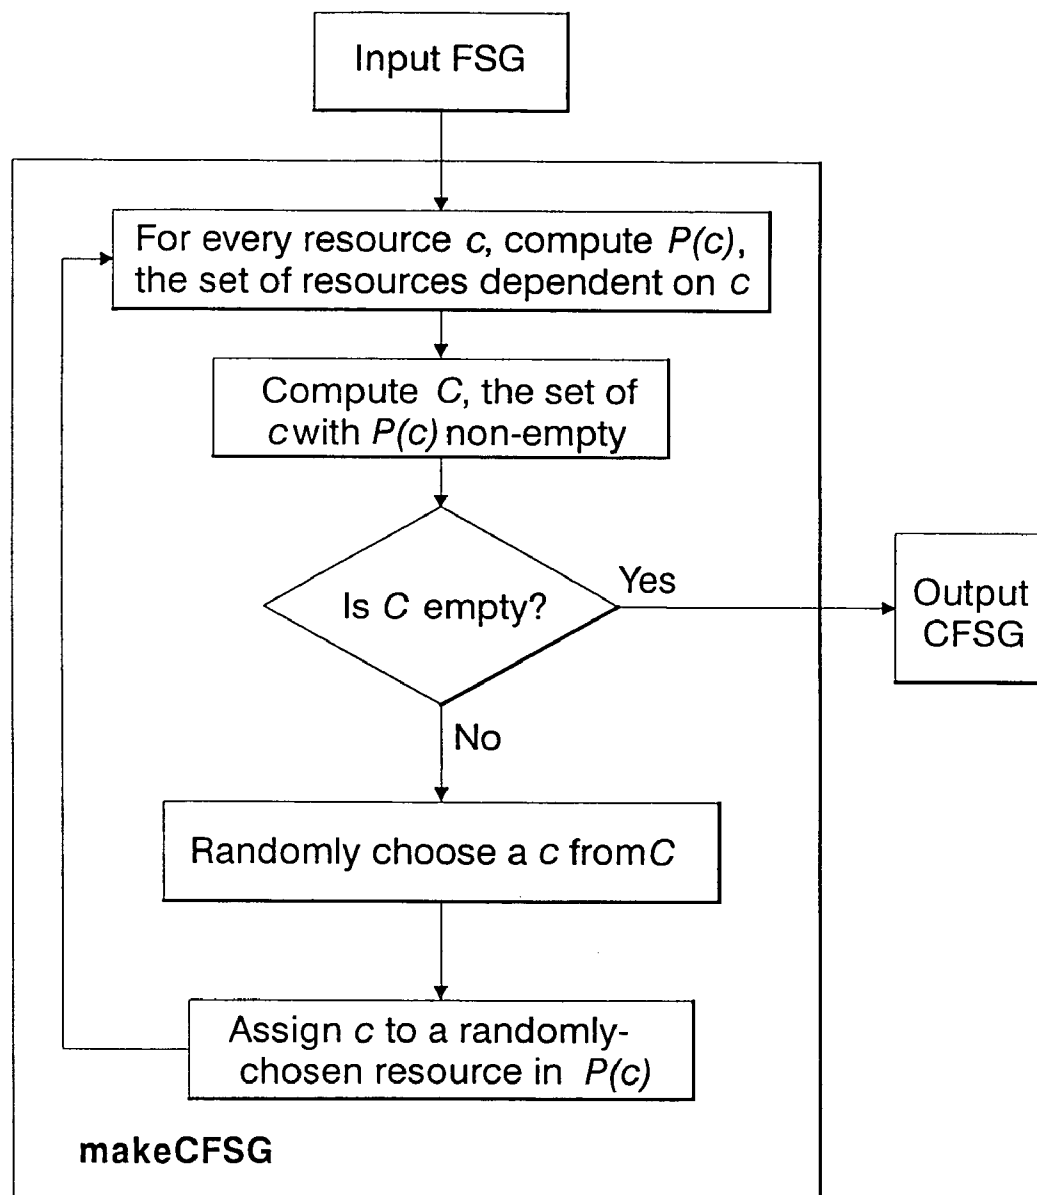 Input FSG
For every resource c, compute P(c),
the set of resources dependent on c
Compute C, the set of
c with P(c) non-empty
Is C empty?
Yes
Output
CFSG
No
Randomly choose a c from C
Assign c to a randomly-
chosen resource in P(c)
makeCFSG